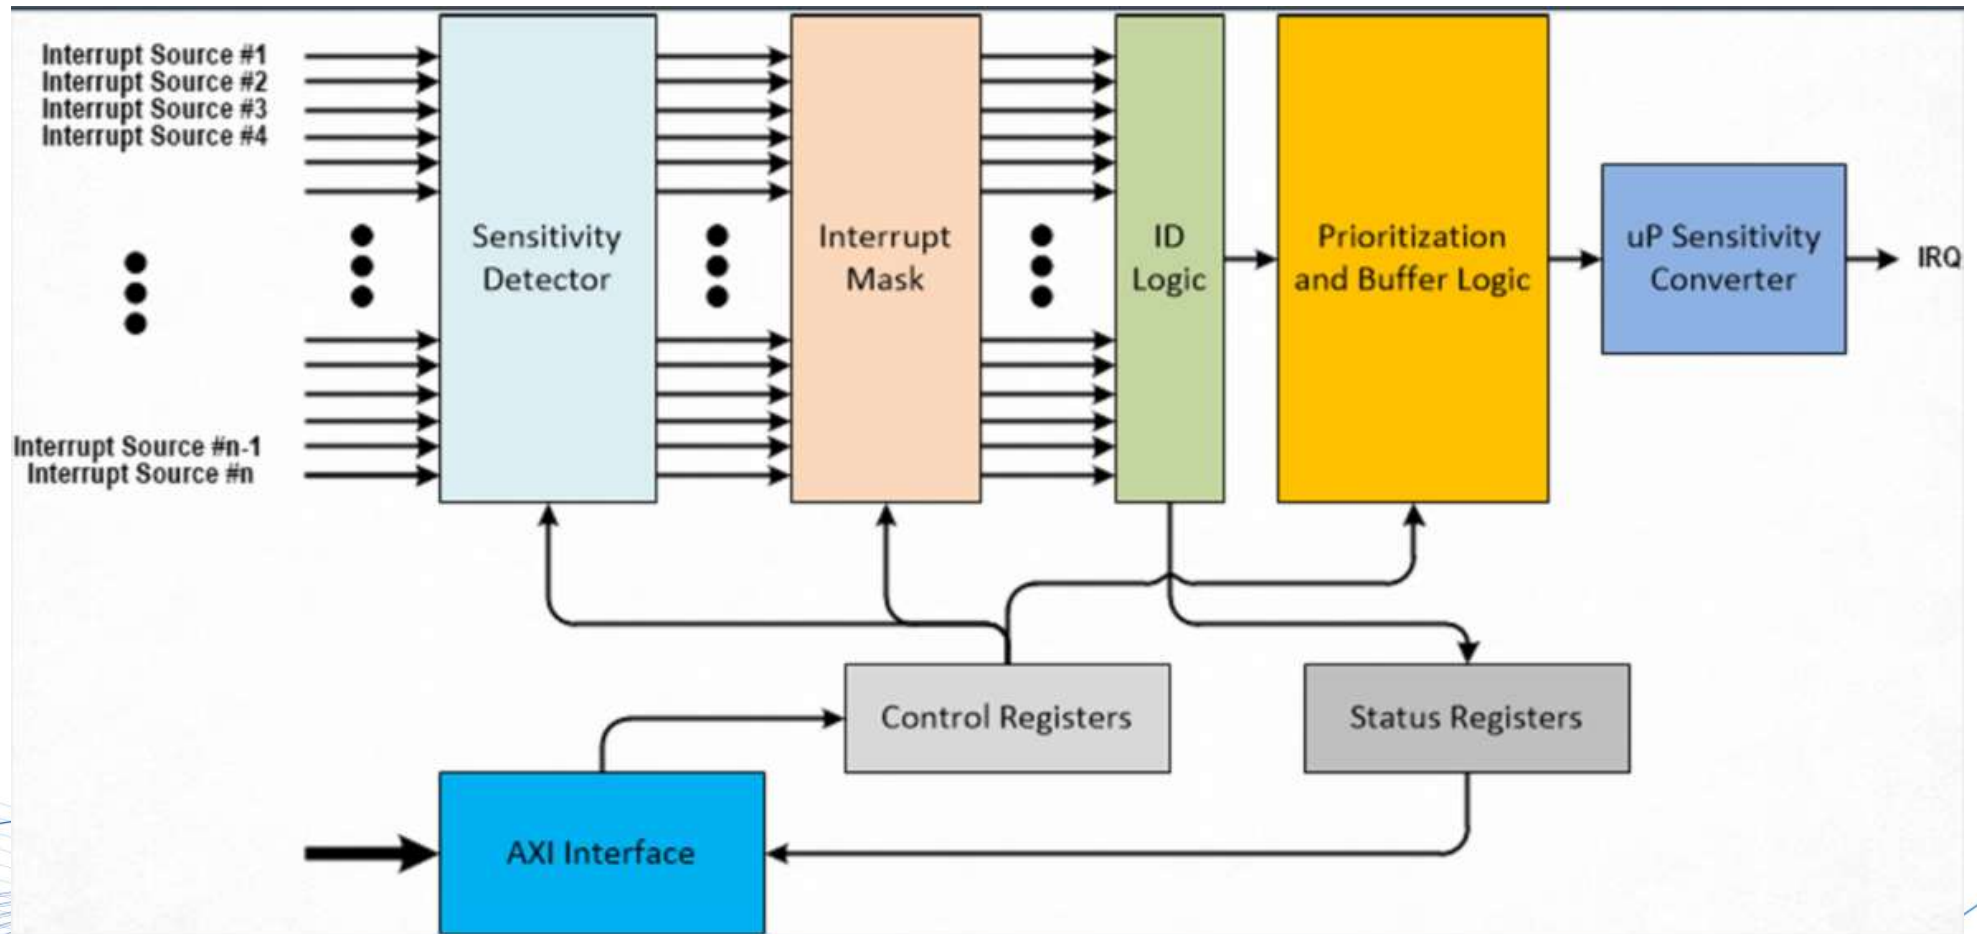 Interrupt Source #1
Interrupt Source #2
Interrupt Source #3
Interrupt Source #4
Interrupt Source #n-1
Interrupt Source #n
Sensitivity
Detector
Interrupt
Mask
ID
Logic
Prioritization
and Buffer Logic
uP Sensitivity
Converter
IRQ
Control Registers
Status Registers
AXI Interface